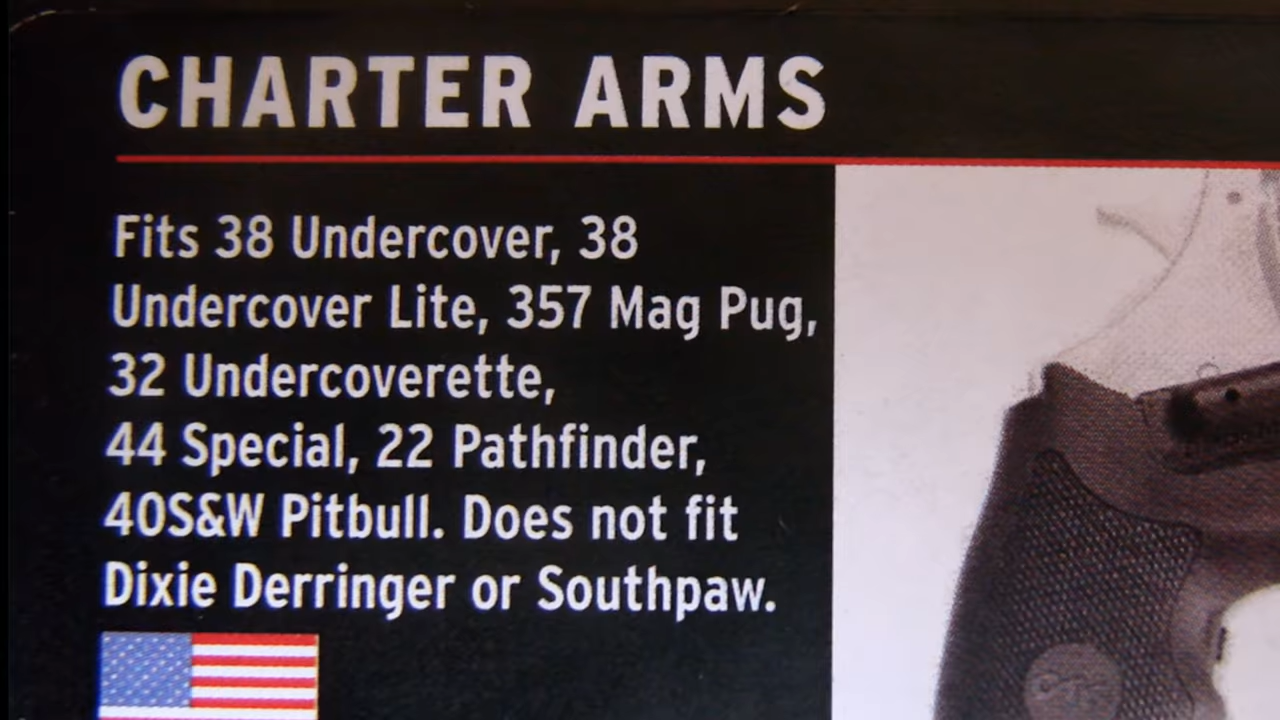 CHARTER ARMS
Fits 38 Undercover, 38
Undercover Lite, 357 Mag Pug,
32 Undercoverette,
44 Special, 22 Pathfinder,
40S&W Pitbull. Does not fit
Dixie Derringer or Southpaw.